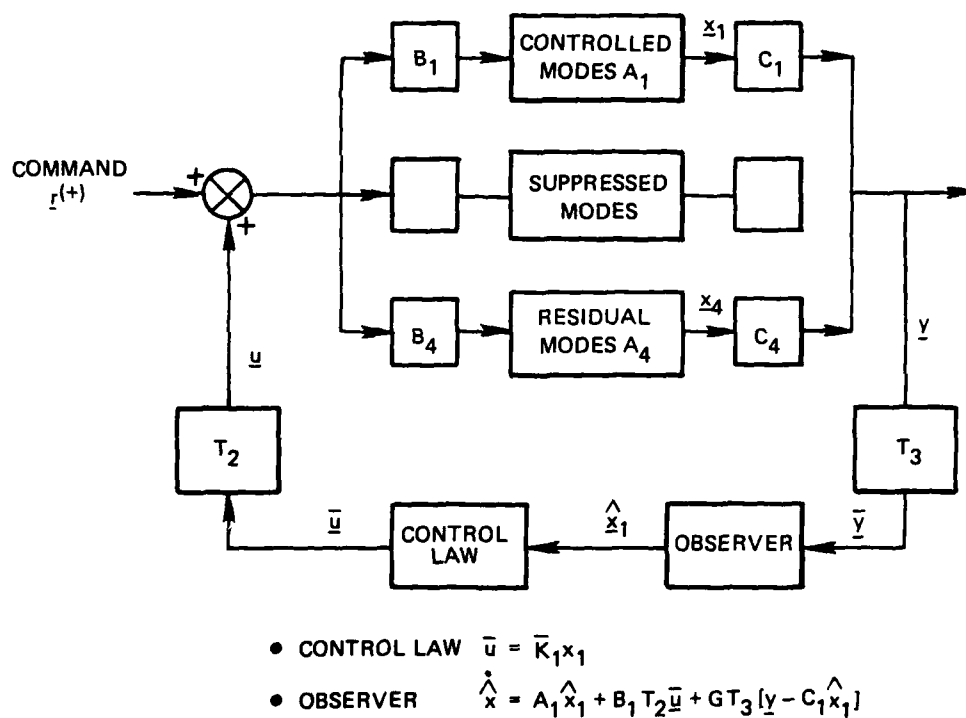 COMMAND
r(+)
+
+
B₁
CONTROLLED
MODES A₁
x₁
C₁
SUPPRESSED
MODES
B₄
RESIDUAL
MODES A₄
x₄
C₄
u
y
T₂
T₃
u̅
CONTROL
LAW
x̂₁
OBSERVER
y̅
• CONTROL LAW u̅ = K̅₁x₁
• OBSERVER x̂̇ = A₁x̂₁ + B₁T₂u̅ + GT₃[y - C₁x̂₁]